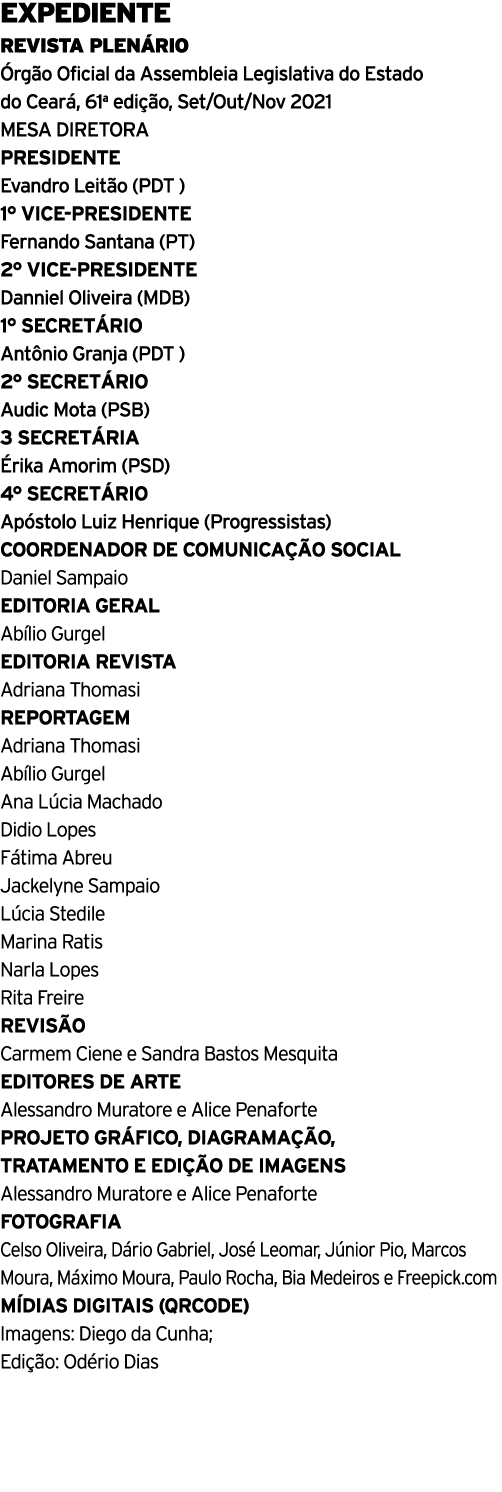 EXPEDIENTE
REVISTA PLENÁRIO
Órgão Oficial da Assembleia Legislativa do Estado
do Ceará, 61ª edição, Set/Out/Nov 2021
MESA DIRETORA
PRESIDENTE
Evandro Leitão (PDT )
1º VICE-PRESIDENTE
Fernando Santana (PT)
2º VICE-PRESIDENTE
Danniel Oliveira (MDB)
1º SECRETÁRIO
Antônio Granja (PDT )
2º SECRETÁRIO
Audic Mota (PSB)
3 SECRETÁRIA
Érika Amorim (PSD)
4º SECRETÁRIO
Apóstolo Luiz Henrique (Progressistas)
COORDENADOR DE COMUNICAÇÃO SOCIAL
Daniel Sampaio
EDITORIA GERAL
Abílio Gurgel
EDITORIA REVISTA
Adriana Thomasi
REPORTAGEM
Adriana Thomasi
Abílio Gurgel
Ana Lúcia Machado
Didio Lopes
Fátima Abreu
Jackelyne Sampaio
Lúcia Stedile
Marina Ratis
Narla Lopes
Rita Freire
REVISÃO
Carmem Ciene e Sandra Bastos Mesquita
EDITORES DE ARTE
Alessandro Muratore e Alice Penaforte
PROJETO GRÁFICO, DIAGRAMAÇÃO,
TRATAMENTO E EDIÇÃO DE IMAGENS
Alessandro Muratore e Alice Penaforte
FOTOGRAFIA
Celso Oliveira, Dário Gabriel, José Leomar, Júnior Pio, Marcos
Moura, Máximo Moura, Paulo Rocha, Bia Medeiros e Freepick.com
MÍDIAS DIGITAIS (QRCODE)
Imagens: Diego da Cunha;
Edição: Odério Dias